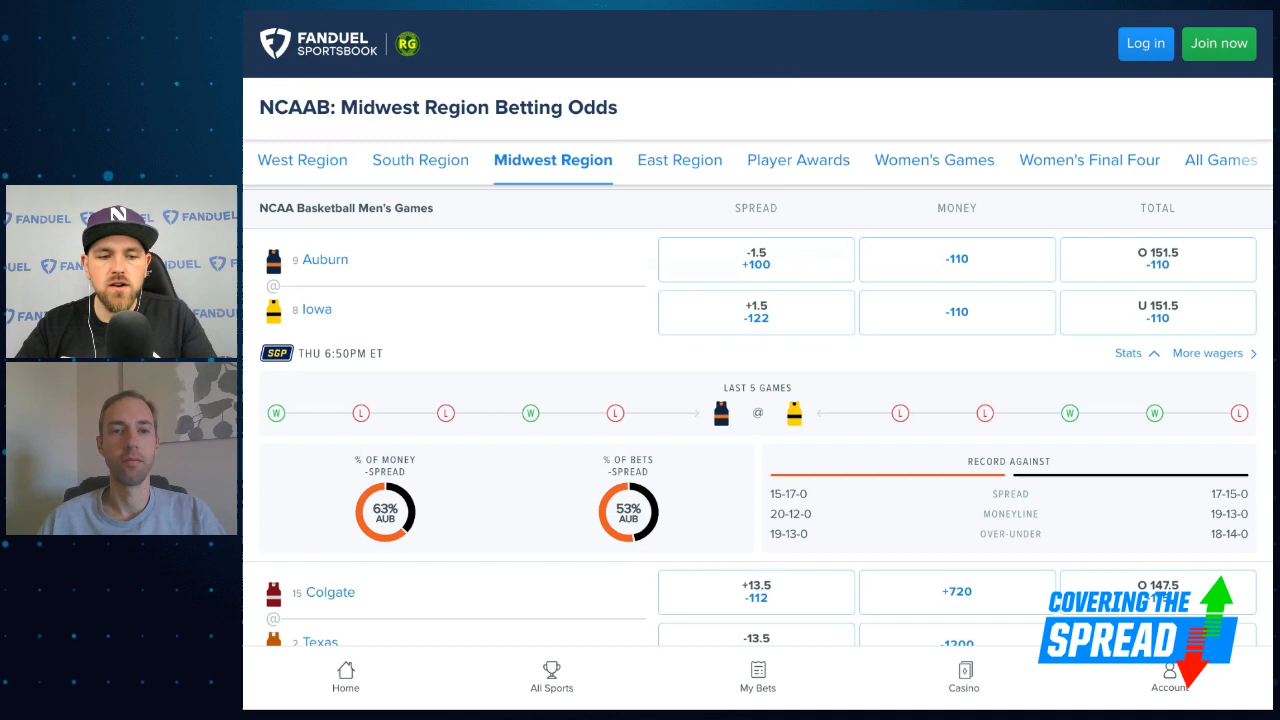 FANDUEL
SPORTSBOOK
RG
Log in
Join now
NCAAB: Midwest Region Betting Odds
West Region
South Region
Midwest Region
East Region
Player Awards
Women's Games
Women's Final Four
All Games
NCAA Basketball Men's Games
SPREAD
MONEY
TOTAL
9 Auburn
-1.5
+100
-110
O 151.5
-110
@
8 Iowa
+1.5
-122
-110
U 151.5
-110
SGP
THU 6:50PM ET
Stats
More wagers
LAST 5 GAMES
W
L
L
W
L
@
L
L
W
W
L
% OF MONEY
-SPREAD
63%
AUB
% OF BETS
-SPREAD
53%
AUB
RECORD AGAINST
15-17-0
SPREAD
17-15-0
20-12-0
MONEYLINE
19-13-0
19-13-0
OVER-UNDER
18-14-0
15 Colgate
+13.5
-112
+720
O 147.5
@
2 Texas
-13.5
-1200
COVERING THE
SPREAD
Home
All Sports
My Bets
Casino
Account
FANDUEL
FANDUEL
N